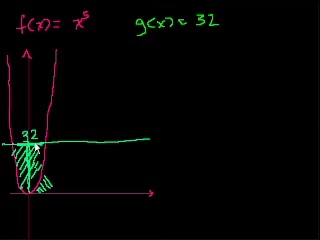 f(x) = x⁵ g(x) = 32
32